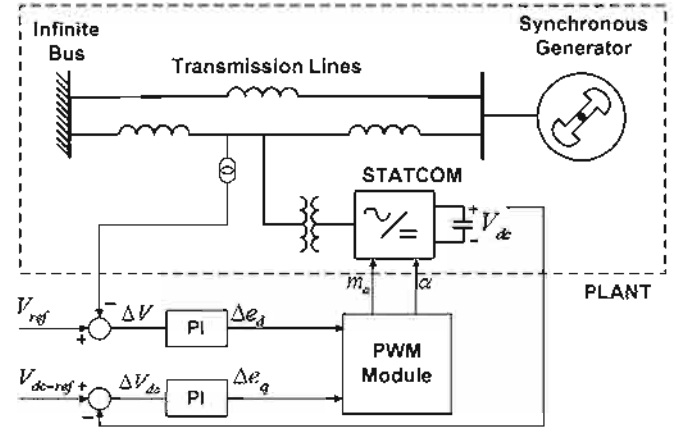 Infinite
Bus
Synchronous
Generator
Transmission Lines
STATCOM
+
V_dc
-
m_a
α
PLANT
V_ref
-
+
ΔV
PI
Δe_d
PWM
Module
V_dc-ref
+
-
ΔV_dc
PI
Δe_q